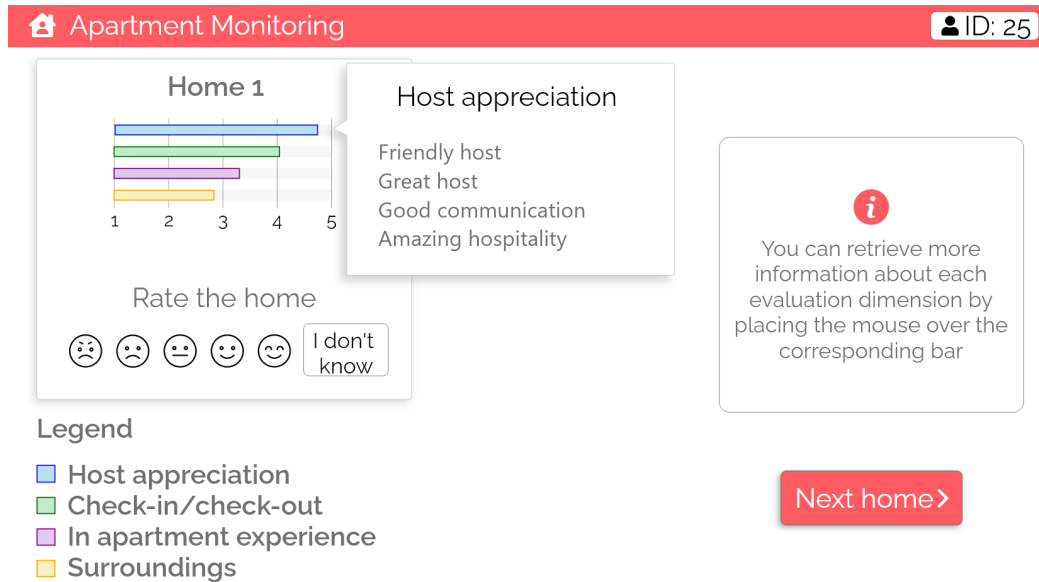 Apartment Monitoring
ID: 25
Home 1
1 2 3 4 5
Host appreciation
Friendly host
Great host
Good communication
Amazing hospitality
Rate the home
I don't
know
i
You can retrieve more
information about each
evaluation dimension by
placing the mouse over the
corresponding bar
Legend
Host appreciation
Check-in/check-out
In apartment experience
Surroundings
Next home